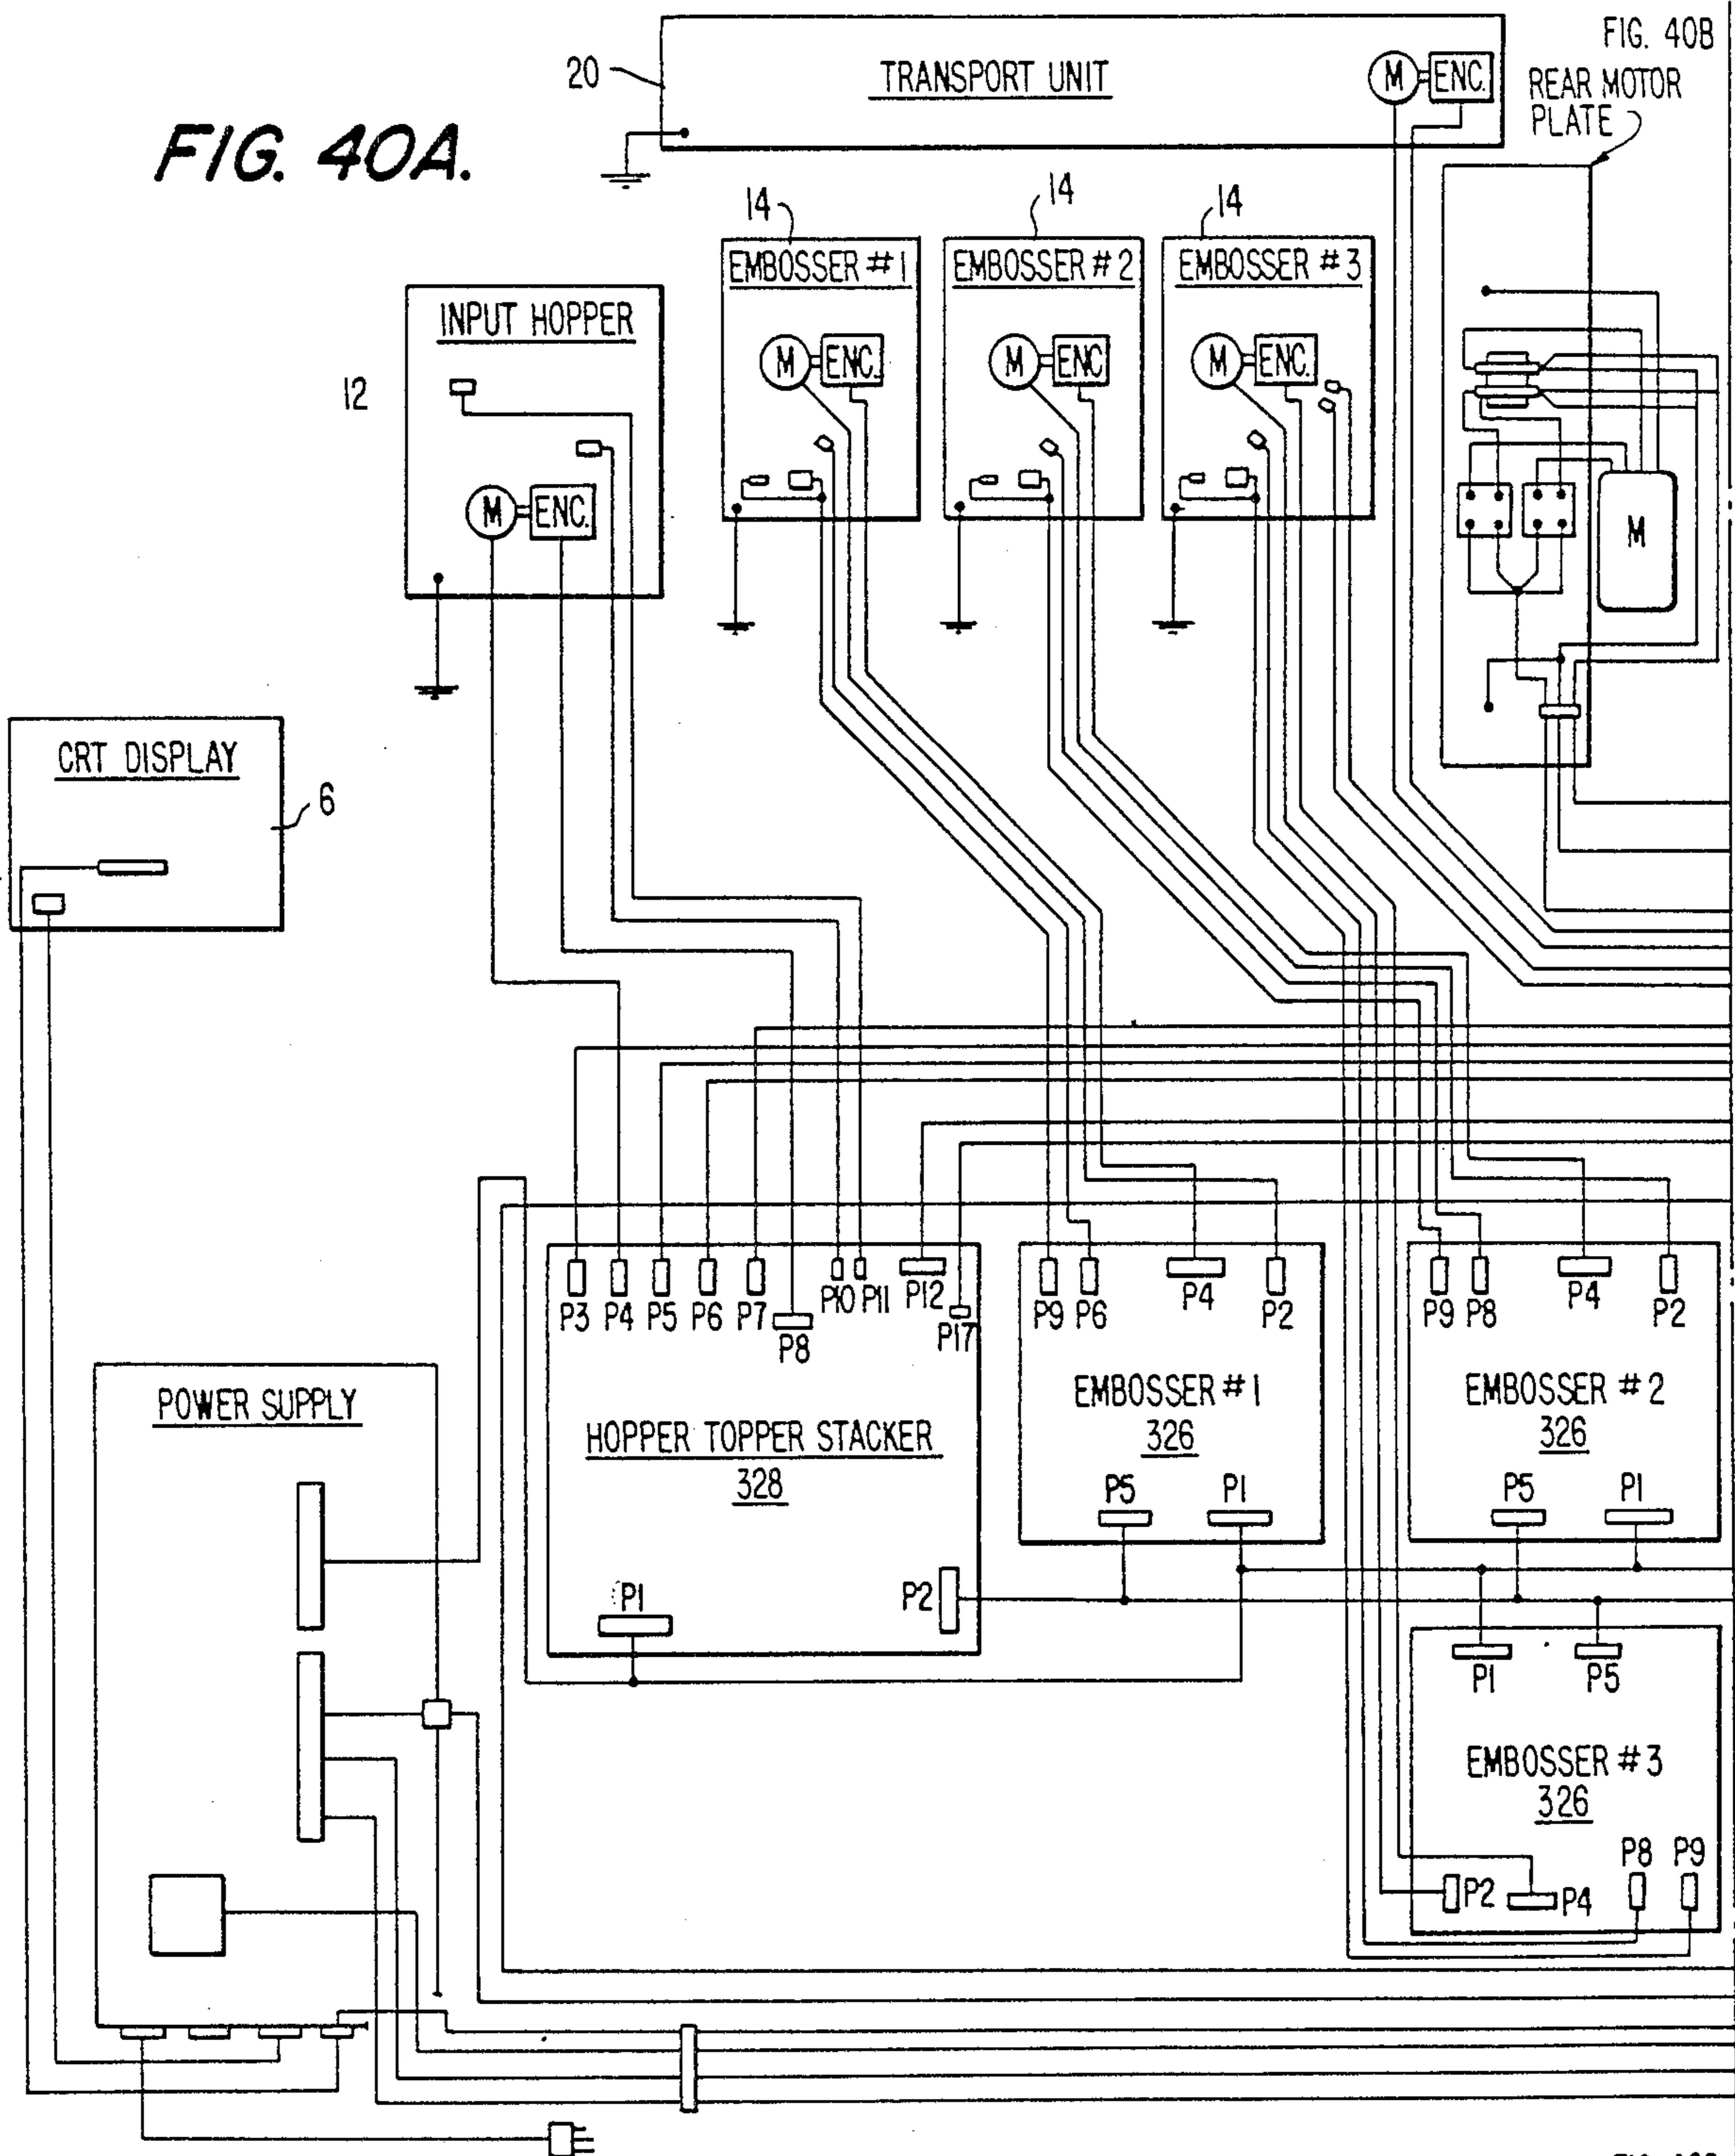 FIG. 40B
20
TRANSPORT UNIT
M
ENC.
REAR MOTOR
PLATE
FIG. 40A.
14
14
14
EMBOSSER #1
EMBOSSER #2
EMBOSSER #3
INPUT HOPPER
12
M
ENC.
M
ENC
M
ENC.
M
ENC.
M
CRT DISPLAY
6
P3
P4
P5
P6
P7
P8
P10
P11
P12
P17
P9
P6
P4
P2
P9
P8
P4
P2
POWER SUPPLY
HOPPER TOPPER STACKER
328
EMBOSSER #1
326
EMBOSSER #2
326
P5
P1
P5
P1
P1
P2
P1
P5
EMBOSSER #3
326
P8
P9
P2
P4